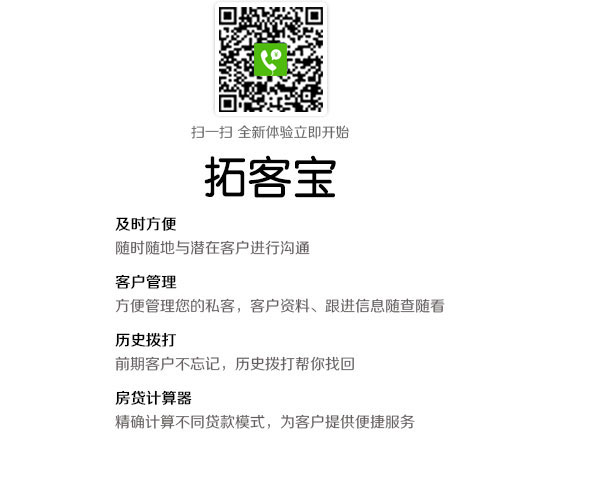 扫一扫 全新体验立即开始
拓客宝
及时方便
随时随地与潜在客户进行沟通
客户管理
方便管理您的私客，客户资料、跟进信息随查随看
历史拨打
前期客户不忘记，历史拨打帮你找回
房贷计算器
精确计算不同贷款模式，为客户提供便捷服务